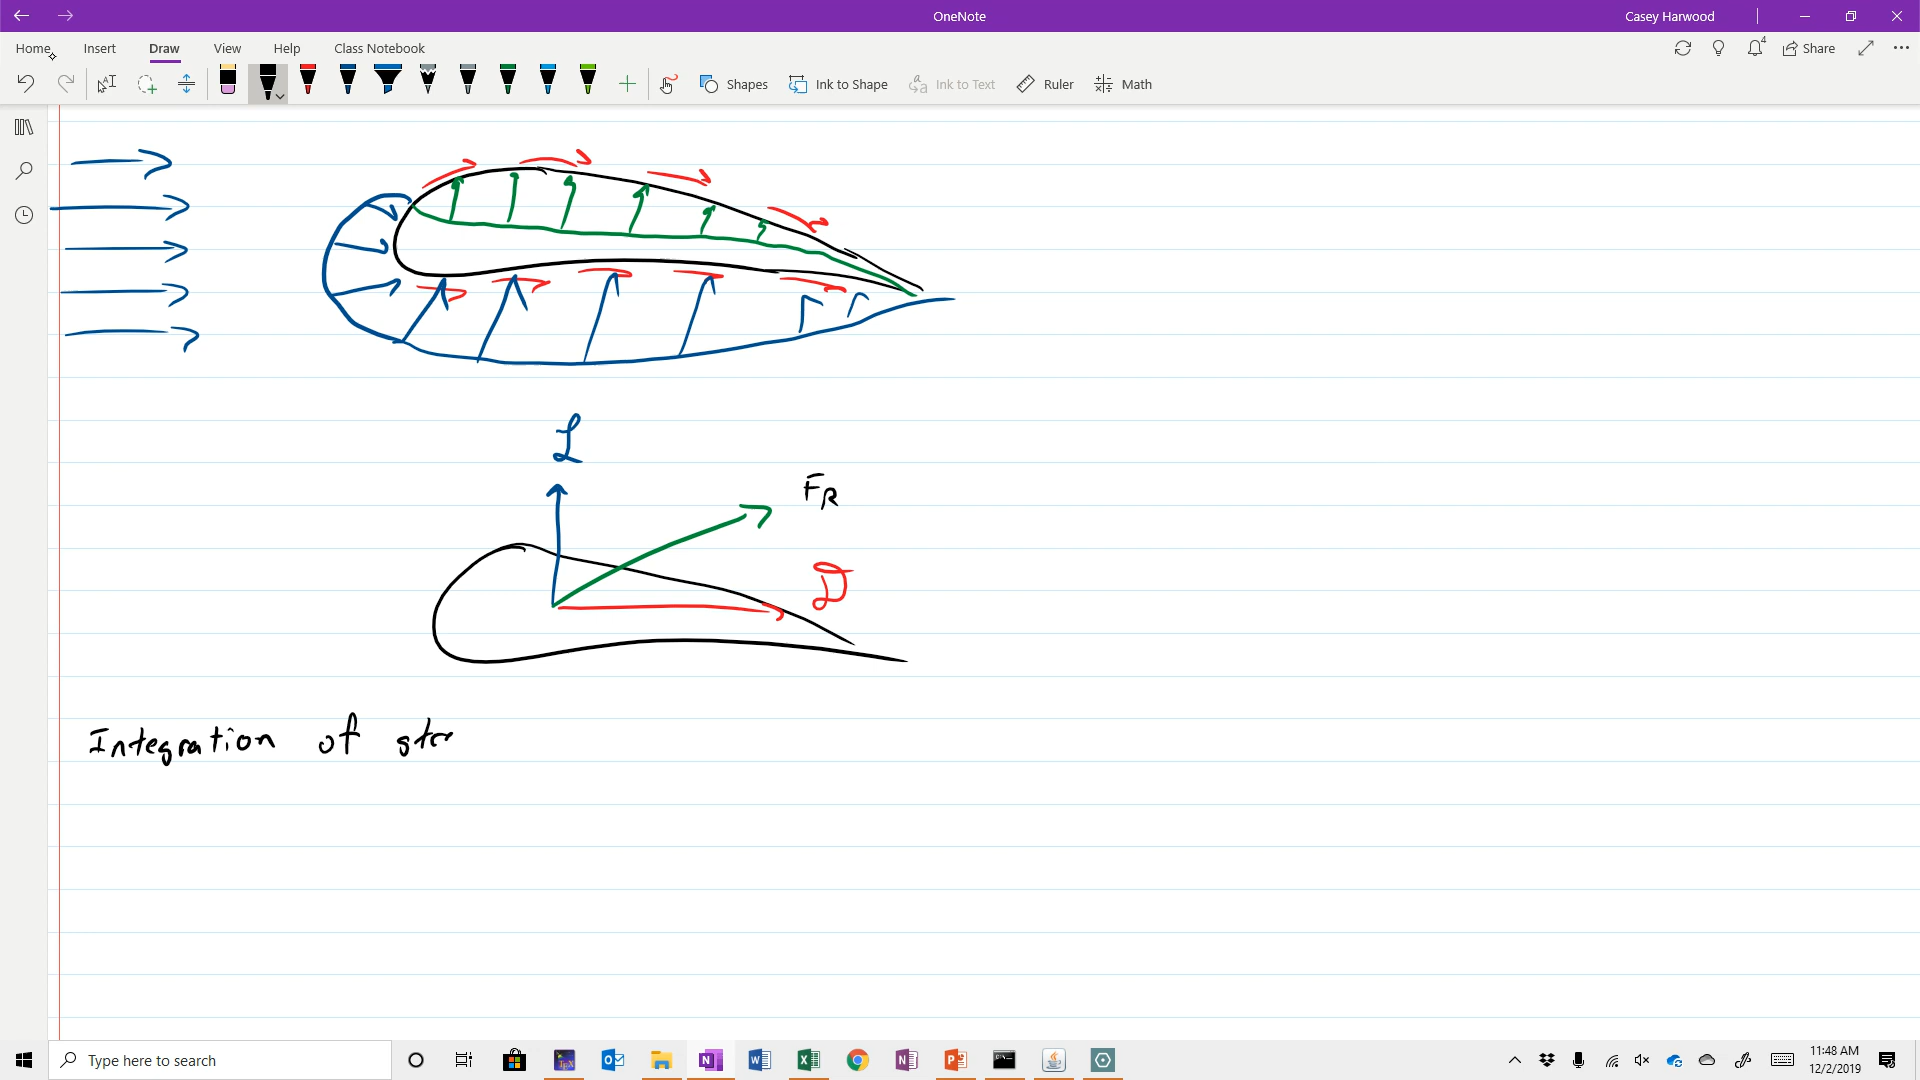 OneNote
Casey Harwood
Home Insert Draw View Help Class Notebook
4 Share
Shapes Ink to Shape Ink to Text Ruler Math
L
FR
D
Integration of
Type here to search
11:48 AM
12/2/2019